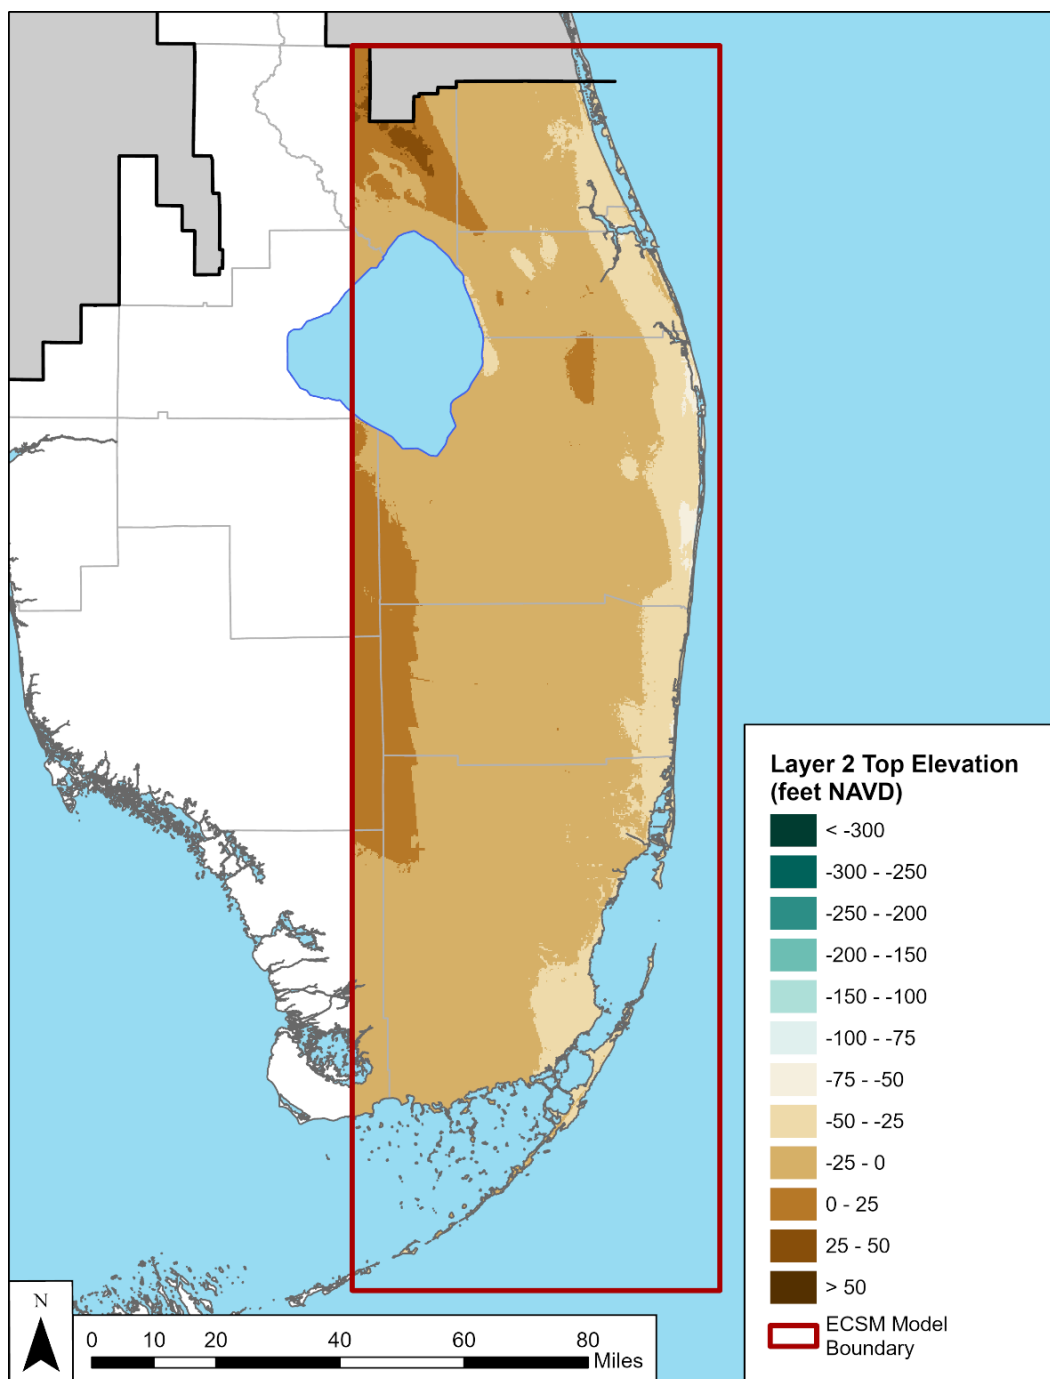 Layer 2 Top Elevation
(feet NAVD)
< -300
-300 - -250
-250 - -200
-200 - -150
-150 - -100
-100 - -75
-75 - -50
-50 - -25
-25 - 0
0 - 25
25 - 50
> 50
ECSM Model
Boundary
N
0 10 20 40 60 80
Miles